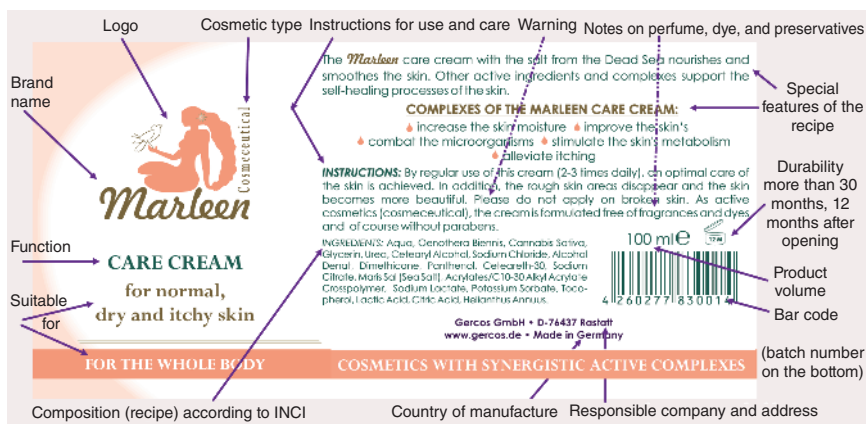 Logo
Cosmetic type
Instructions for use and care
Warning
Notes on perfume, dye, and preservatives
Brand
name
Cosmeceutical
Marleen
Function
CARE CREAM
Suitable
for
for normal,
dry and itchy skin
FOR THE WHOLE BODY
The Marleen care cream with the salt from the Dead Sea nourishes and
smoothes the skin. Other active ingredients and complexes support the
self-healing processes of the skin.
COMPLEXES OF THE MARLEEN CARE CREAM:
increase the skin moisture improve the skin's
combat the microorganisms stimulate the skin's metabolism
alleviate itching
INSTRUCTIONS: By regular use of this cream (2-3 times daily), an optimal care of
the skin is achieved. In addition, the rough skin areas disappear and the skin
becomes more beautiful. Please do not apply on broken skin. As active
cosmetics (cosmeceutical), the cream is formulated free of fragrances and dyes
and of course without parabens.
INGREDIENTS: Aqua, Oenothera Biennis, Cannabis Sativa,
Glycerin, Urea, Cetearyl Alcohol, Sodium Chloride, Alcohol
Denat., Dimethicone, Panthenol, Ceteareth-30, Sodium
Citrate, Maris Sal (Sea Salt), Acrylates/C10-30 Alkyl Acrylate
Crosspolymer, Sodium Lactate, Potassium Sorbate, Toco-
pherol, Lactic Acid, Citric Acid, Helianthus Annuus.
100 ml e
12 M
4 260277 830014
Gercos GmbH • D-76437 Rastatt
www.gercos.de • Made in Germany
COSMETICS WITH SYNERGISTIC ACTIVE COMPLEXES
Special
features of the
recipe
Durability
more than 30
months, 12
months after
opening
Product
volume
Bar code
(batch number
on the bottom)
Composition (recipe) according to INCI
Country of manufacture
Responsible company and address